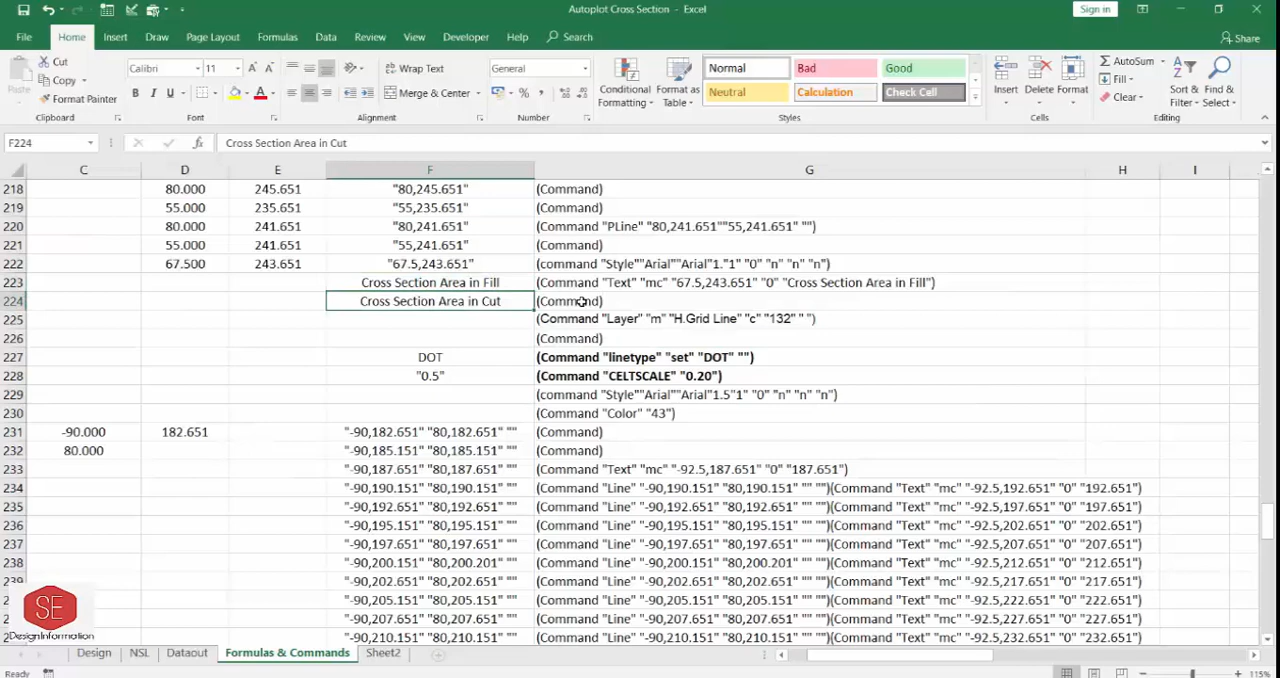 Autoplot Cross Section - Excel
Sign in
File Home Insert Draw Page Layout Formulas Data Review View Developer Help Search Share
Cut
Copy
Format Painter
Paste
Calibri 11
Wrap Text
Merge & Center
General
Conditional Formatting
Format as Table
Normal Bad Good
Neutral Calculation Check Cell
Insert Delete Format
AutoSum
Fill
Clear
Sort & Filter
Find & Select
Clipboard Font Alignment Number Styles Cells Editing
F224 fx Cross Section Area in Cut
C D E F G H I
218 80.000 245.651 "80,245.651" (Command)
219 55.000 235.651 "55,235.651" (Command)
220 80.000 241.651 "80,241.651" (Command "PLine" "80,241.651""55,241.651" "")
221 55.000 241.651 "55,241.651" (Command)
222 67.500 243.651 "67.5,243.651" (command "Style""Arial""Arial"1."1" "0" "n" "n" "n")
223 Cross Section Area in Fill (Command "Text" "mc" "67.5,243.651" "0" "Cross Section Area in Fill")
224 Cross Section Area in Cut (Command)
225 (Command "Layer" "m" "H.Grid Line" "c" "132" " ")
226 (Command)
227 DOT (Command "linetype" "set" "DOT" "")
228 "0.5" (Command "CELTSCALE" "0.20")
229 (command "Style""Arial""Arial"1.5"1" "0" "n" "n" "n")
230 (Command "Color" "43")
231 -90.000 182.651 "-90,182.651" "80,182.651" "" (Command)
232 80.000 "-90,185.151" "80,185.151" "" (Command)
233 "-90,187.651" "80,187.651" "" (Command "Text" "mc" "-92.5,187.651" "0" "187.651")
234 "-90,190.151" "80,190.151" "" (Command "Line" "-90,190.151" "80,190.151" "" "")(Command "Text" "mc" "-92.5,192.651" "0" "192.651")
235 "-90,192.651" "80,192.651" "" (Command "Line" "-90,192.651" "80,192.651" "" "")(Command "Text" "mc" "-92.5,197.651" "0" "197.651")
236 "-90,195.151" "80,195.151" "" (Command "Line" "-90,195.151" "80,195.151" "" "")(Command "Text" "mc" "-92.5,202.651" "0" "202.651")
237 "-90,197.651" "80,197.651" "" (Command "Line" "-90,197.651" "80,197.651" "" "")(Command "Text" "mc" "-92.5,207.651" "0" "207.651")
238 "-90,200.151" "80,200.151" "" (Command "Line" "-90,200.151" "80,200.201" "" "")(Command "Text" "mc" "-92.5,212.651" "0" "212.651")
239 "-90,202.651" "80,202.651" "" (Command "Line" "-90,202.651" "80,202.651" "" "")(Command "Text" "mc" "-92.5,217.651" "0" "217.651")
"-90,205.151" "80,205.151" "" (Command "Line" "-90,205.151" "80,205.151" "" "")(Command "Text" "mc" "-92.5,222.651" "0" "222.651")
"-90,207.651" "80,207.651" "" (Command "Line" "-90,207.651" "80,207.651" "" "")(Command "Text" "mc" "-92.5,227.651" "0" "227.651")
"-90,210.151" "80,210.151" "" (Command "Line" "-90,210.151" "80,210.151" "" "")(Command "Text" "mc" "-92.5,232.651" "0" "232.651")
SE
DesignInformation
Design NSL Dataout Formulas & Commands Sheet2
Ready 115%